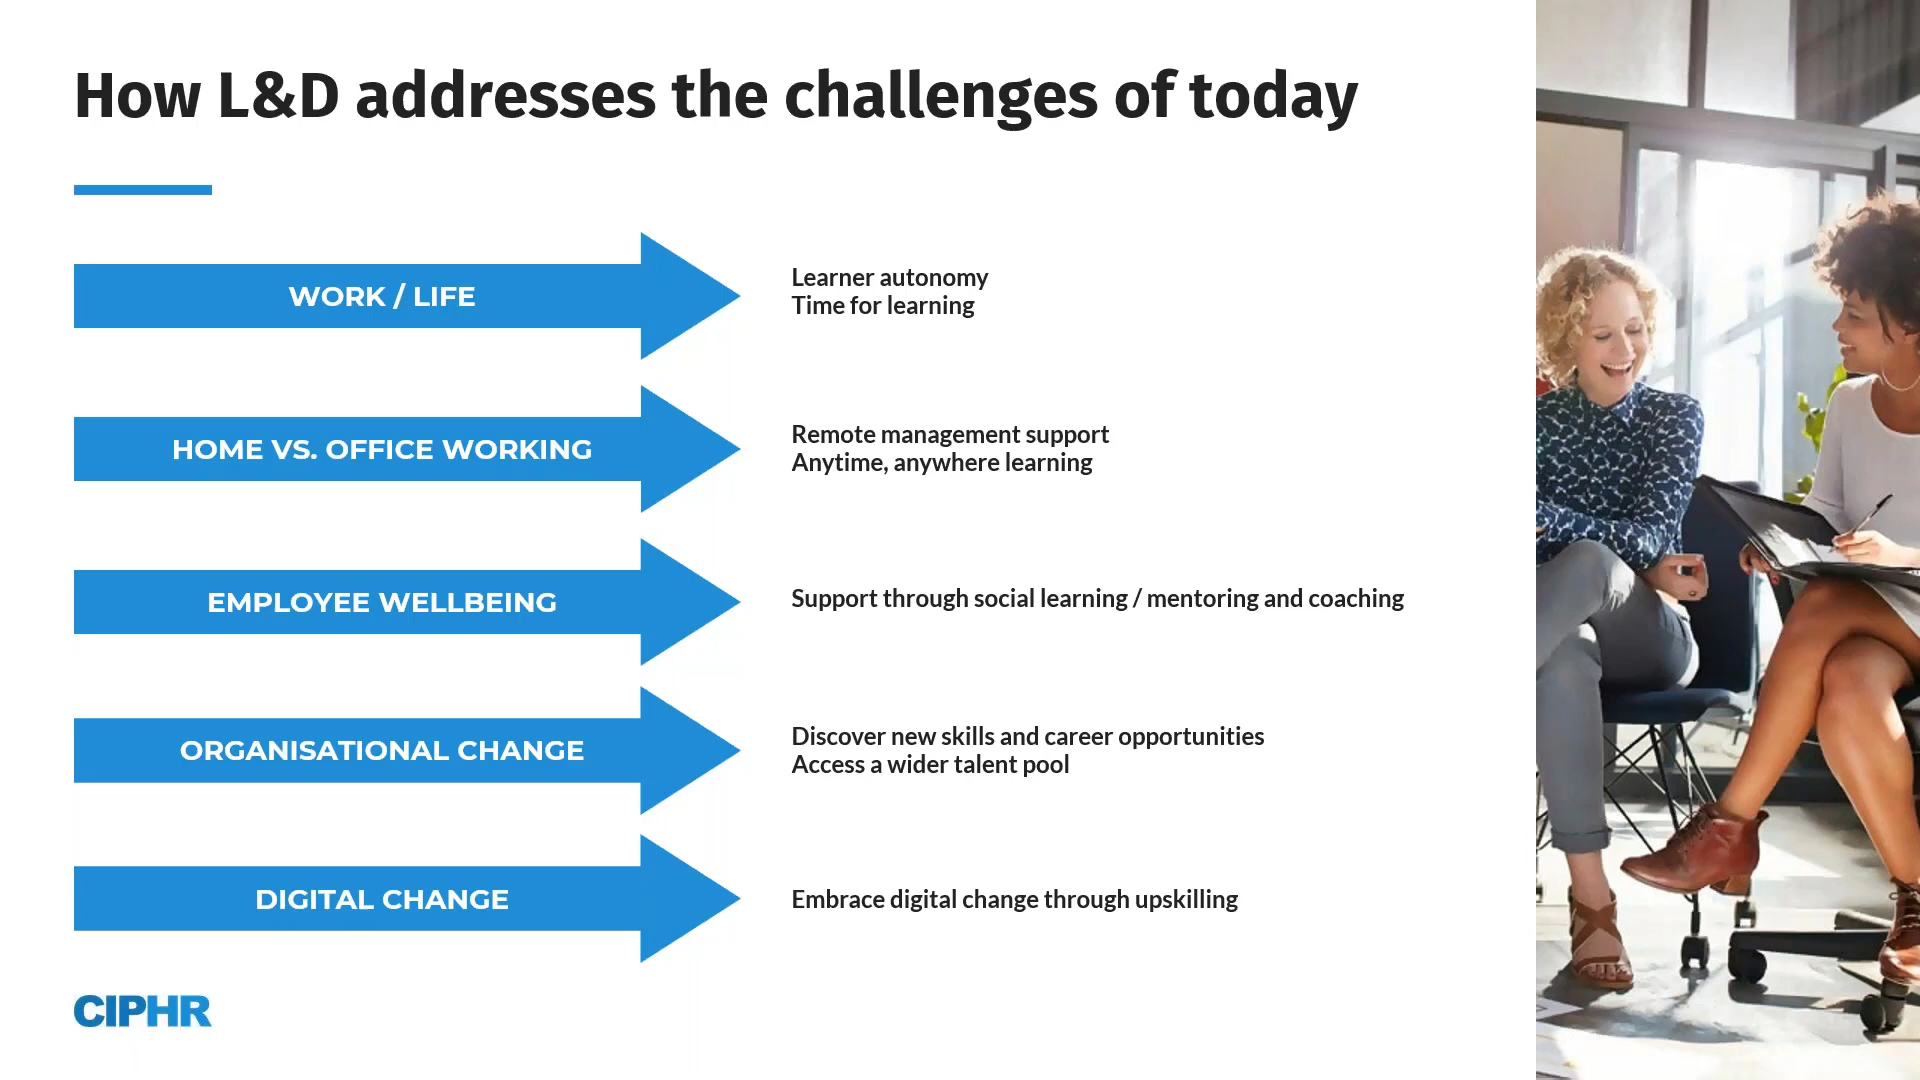 How L&D addresses the challenges of today
WORK / LIFE
Learner autonomy
Time for learning
HOME VS. OFFICE WORKING
Remote management support
Anytime, anywhere learning
EMPLOYEE WELLBEING
Support through social learning / mentoring and coaching
ORGANISATIONAL CHANGE
Discover new skills and career opportunities
Access a wider talent pool
DIGITAL CHANGE
Embrace digital change through upskilling
CIPHR